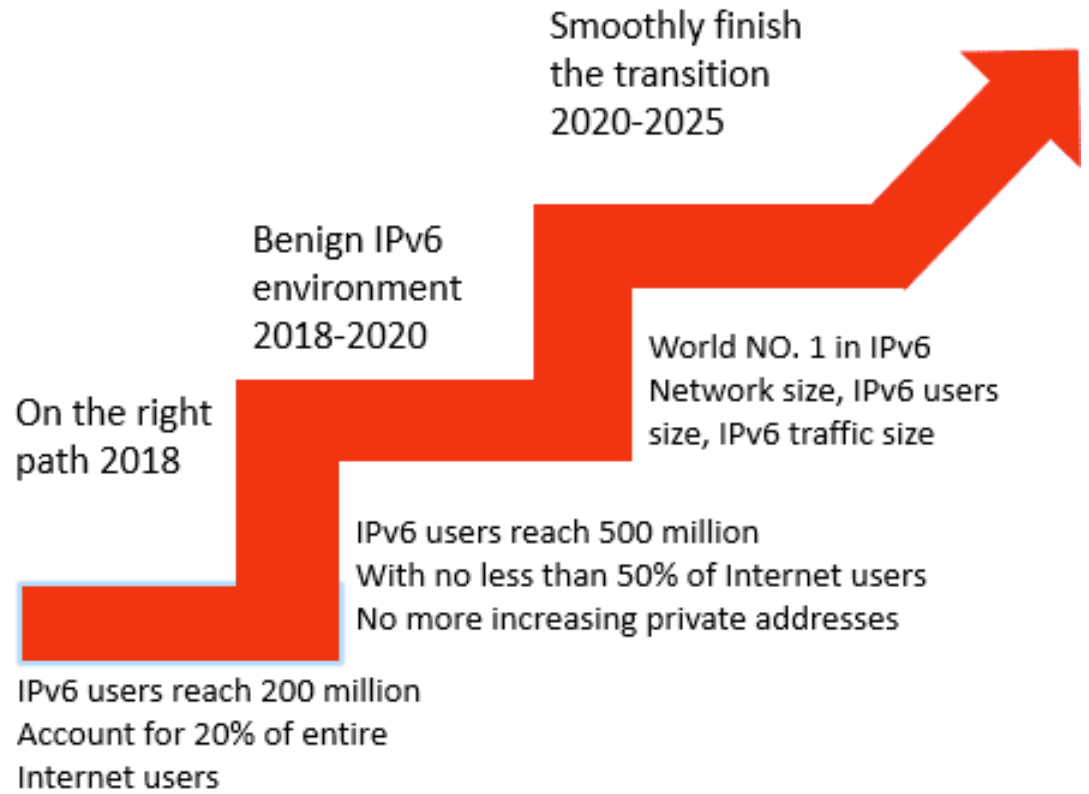 Smoothly finish
the transition
2020-2025
Benign IPv6
environment
2018-2020
World NO. 1 in IPv6
Network size, IPv6 users
size, IPv6 traffic size
On the right
path 2018
IPv6 users reach 500 million
With no less than 50% of Internet users
No more increasing private addresses
IPv6 users reach 200 million
Account for 20% of entire
Internet users